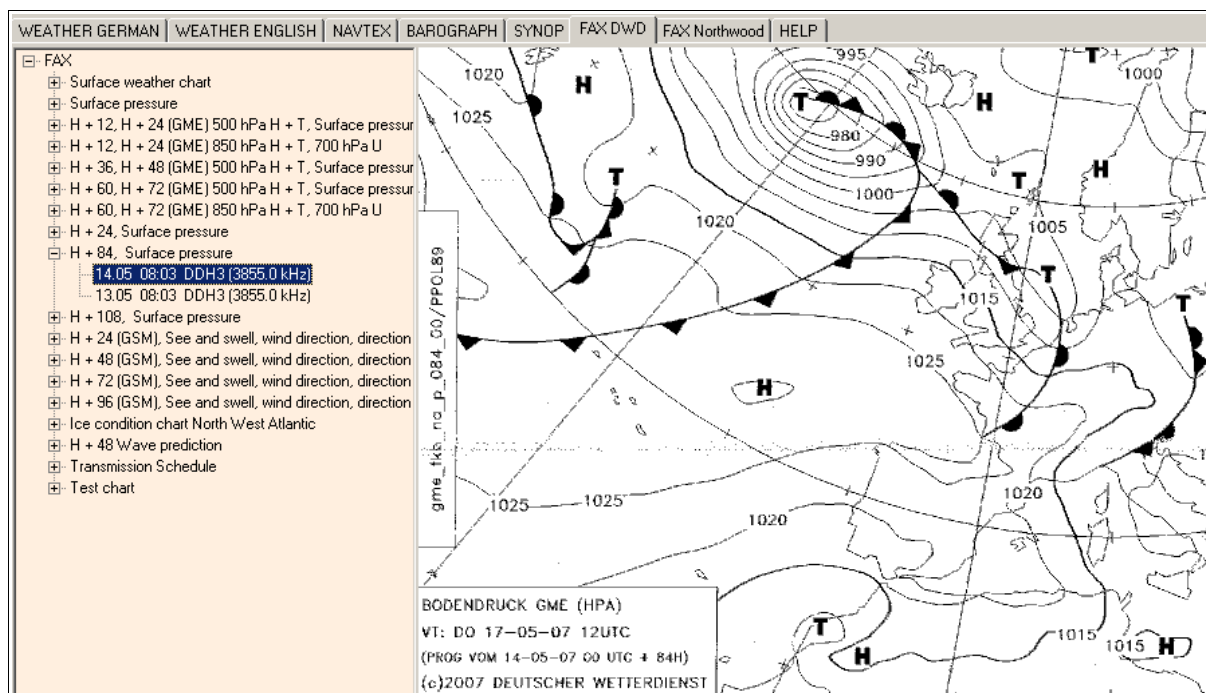 WEATHER GERMAN WEATHER ENGLISH NAVTEX BAROGRAPH SYNOP FAX DWD FAX Northwood HELP
FAX
Surface weather chart
Surface pressure
H + 12, H + 24 (GME) 500 hPa H + T, Surface pressur
H + 12, H + 24 (GME) 850 hPa H + T, 700 hPa U
H + 36, H + 48 (GME) 500 hPa H + T, Surface pressur
H + 60, H + 72 (GME) 500 hPa H + T, Surface pressur
H + 60, H + 72 (GME) 850 hPa H + T, 700 hPa U
H + 24, Surface pressure
H + 84, Surface pressure
14.05 08:03 DDH3 (3855.0 kHz)
13.05 08:03 DDH3 (3855.0 kHz)
H + 108, Surface pressure
H + 24 (GSM), See and swell, wind direction, direction
H + 48 (GSM), See and swell, wind direction, direction
H + 72 (GSM), See and swell, wind direction, direction
H + 96 (GSM), See and swell, wind direction, direction
Ice condition chart North West Atlantic
H + 48 Wave prediction
Transmission Schedule
Test chart
995
T
1020
H
1000
1025
T
H
980
990
H
T
T
1000
1020
1005
T
1015
T
1025
H
1020
1025
1025
1020
T
1015
1015
H
H
BODENDRUCK GME (HPA)
VT: DO 17-05-07 12UTC
(PROG VOM 14-05-07 00 UTC + 84H)
(c)2007 DEUTSCHER WETTERDIENST